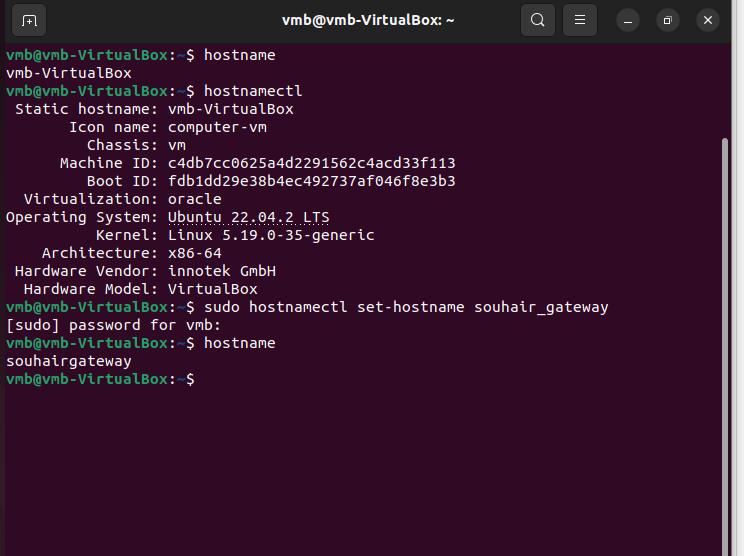 vmb@vmb-VirtualBox: ~
vmb@vmb-VirtualBox:~$ hostname
vmb-VirtualBox
vmb@vmb-VirtualBox:~$ hostnamectl
 Static hostname: vmb-VirtualBox
       Icon name: computer-vm
         Chassis: vm
      Machine ID: c4db7cc0625a4d2291562c4acd33f113
         Boot ID: fdb1dd29e38b4ec492737af046f8e3b3
  Virtualization: oracle
Operating System: Ubuntu 22.04.2 LTS
          Kernel: Linux 5.19.0-35-generic
    Architecture: x86-64
 Hardware Vendor: innotek GmbH
  Hardware Model: VirtualBox
vmb@vmb-VirtualBox:~$ sudo hostnamectl set-hostname souhair_gateway
[sudo] password for vmb:
vmb@vmb-VirtualBox:~$ hostname
souhairgateway
vmb@vmb-VirtualBox:~$